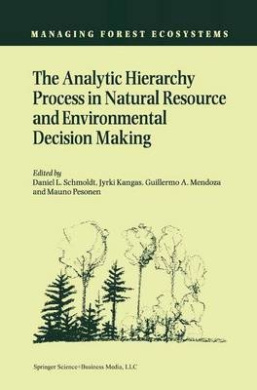 MANAGING FOREST ECOSYSTEMS
The Analytic Hierarchy
Process in Natural Resource
and Environmental
Decision Making
Edited by
Daniel L. Schmoldt, Jyrki Kangas, Guillermo A. Mendoza
and Mauno Pesonen
Springer Science+Business Media, LLC